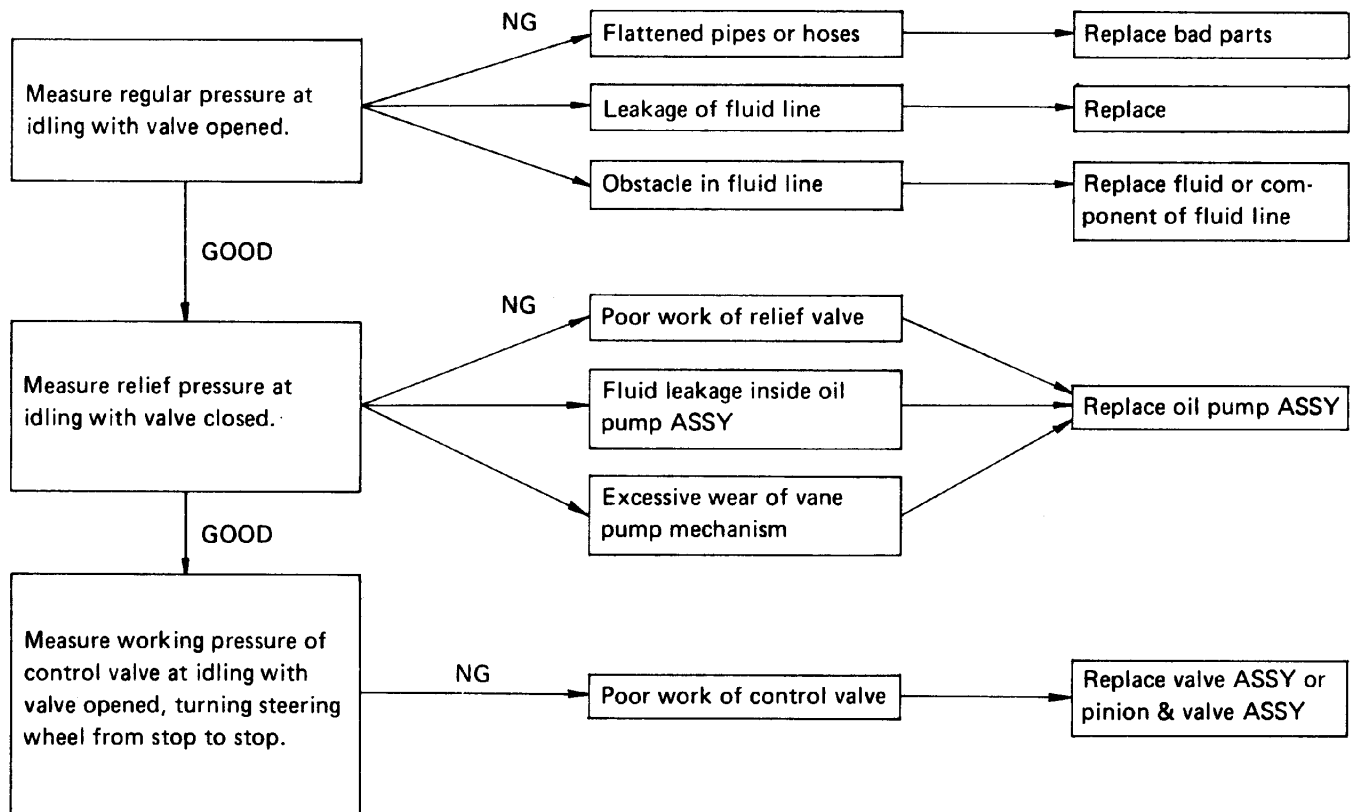 NG
Flattened pipes or hoses
Replace bad parts
Measure regular pressure at
idling with valve opened.
Leakage of fluid line
Replace
Obstacle in fluid line
Replace fluid or com-
ponent of fluid line
GOOD
NG
Poor work of relief valve
Measure relief pressure at
idling with valve closed.
Fluid leakage inside oil
pump ASSY
Replace oil pump ASSY
Excessive wear of vane
pump mechanism
GOOD
Measure working pressure of
control valve at idling with
valve opened, turning steering
wheel from stop to stop.
NG
Poor work of control valve
Replace valve ASSY or
pinion & valve ASSY